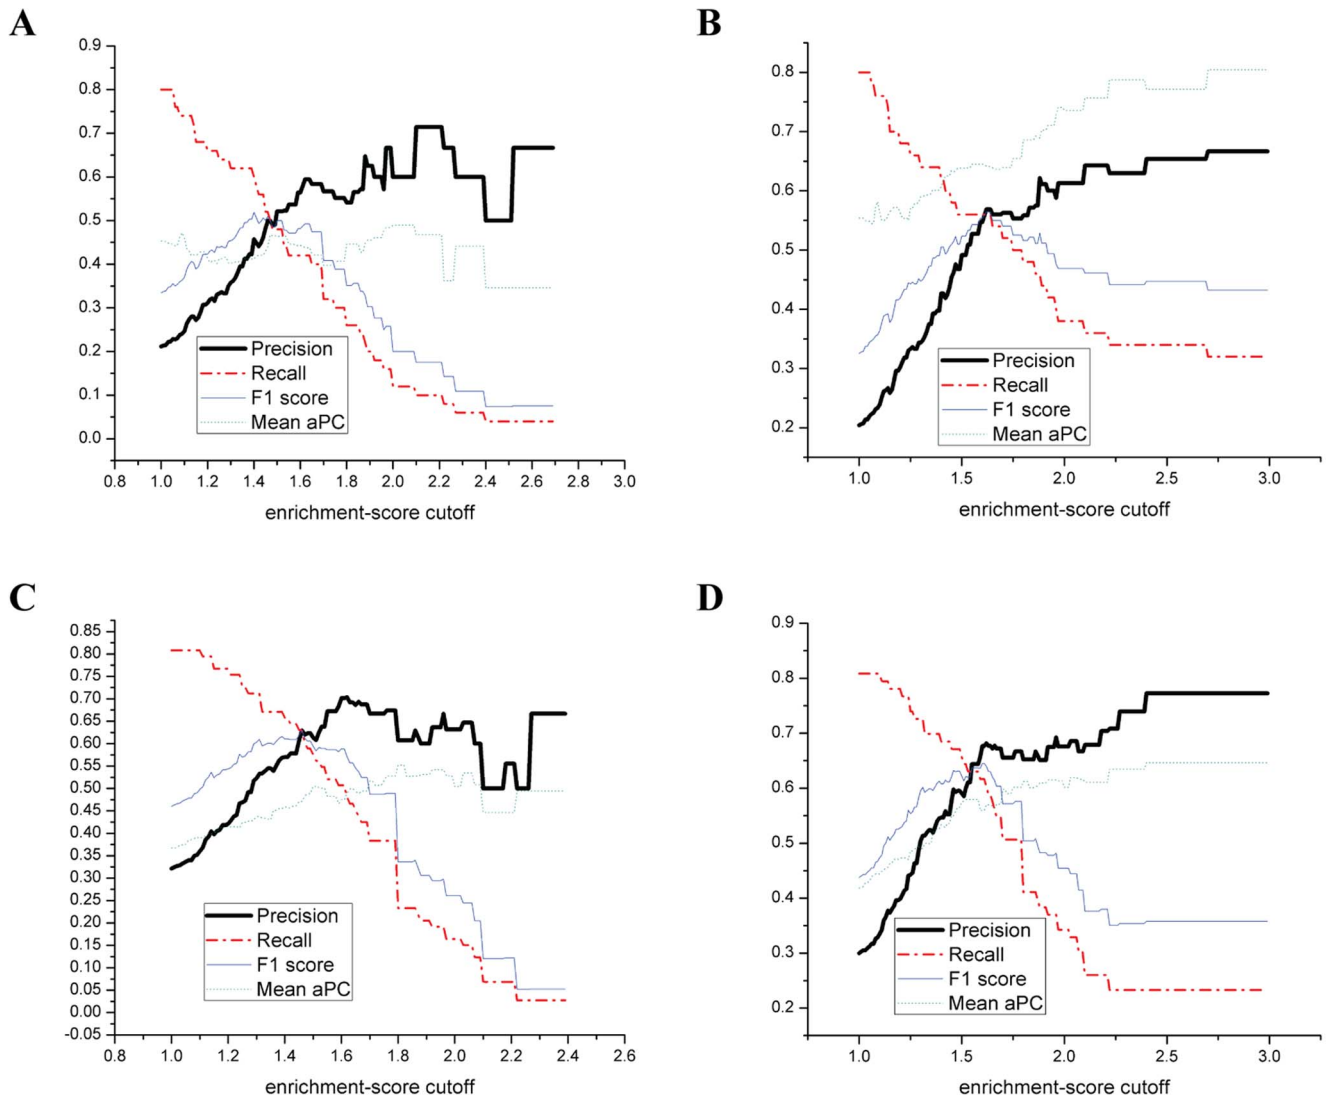 A
0.9
0.8
0.7
0.6
0.5
0.4
0.3
0.2
0.1
0.0
Precision
Recall
F1 score
Mean aPC
0.8 1.0 1.2 1.4 1.6 1.8 2.0 2.2 2.4 2.6 2.8 3.0
enrichment-score cutoff
B
0.8
0.7
0.6
0.5
0.4
0.3
0.2
Precision
Recall
F1 score
Mean aPC
1.0 1.5 2.0 2.5 3.0
enrichment-score cutoff
C
0.85
0.80
0.75
0.70
0.65
0.60
0.55
0.50
0.45
0.40
0.35
0.30
0.25
0.20
0.15
0.10
0.05
0.00
-0.05
Precision
Recall
F1 score
Mean aPC
0.8 1.0 1.2 1.4 1.6 1.8 2.0 2.2 2.4 2.6
enrichment-score cutoff
D
0.9
0.8
0.7
0.6
0.5
0.4
0.3
0.2
Precision
Recall
F1 score
Mean aPC
1.0 1.5 2.0 2.5 3.0
enrichment-score cutoff